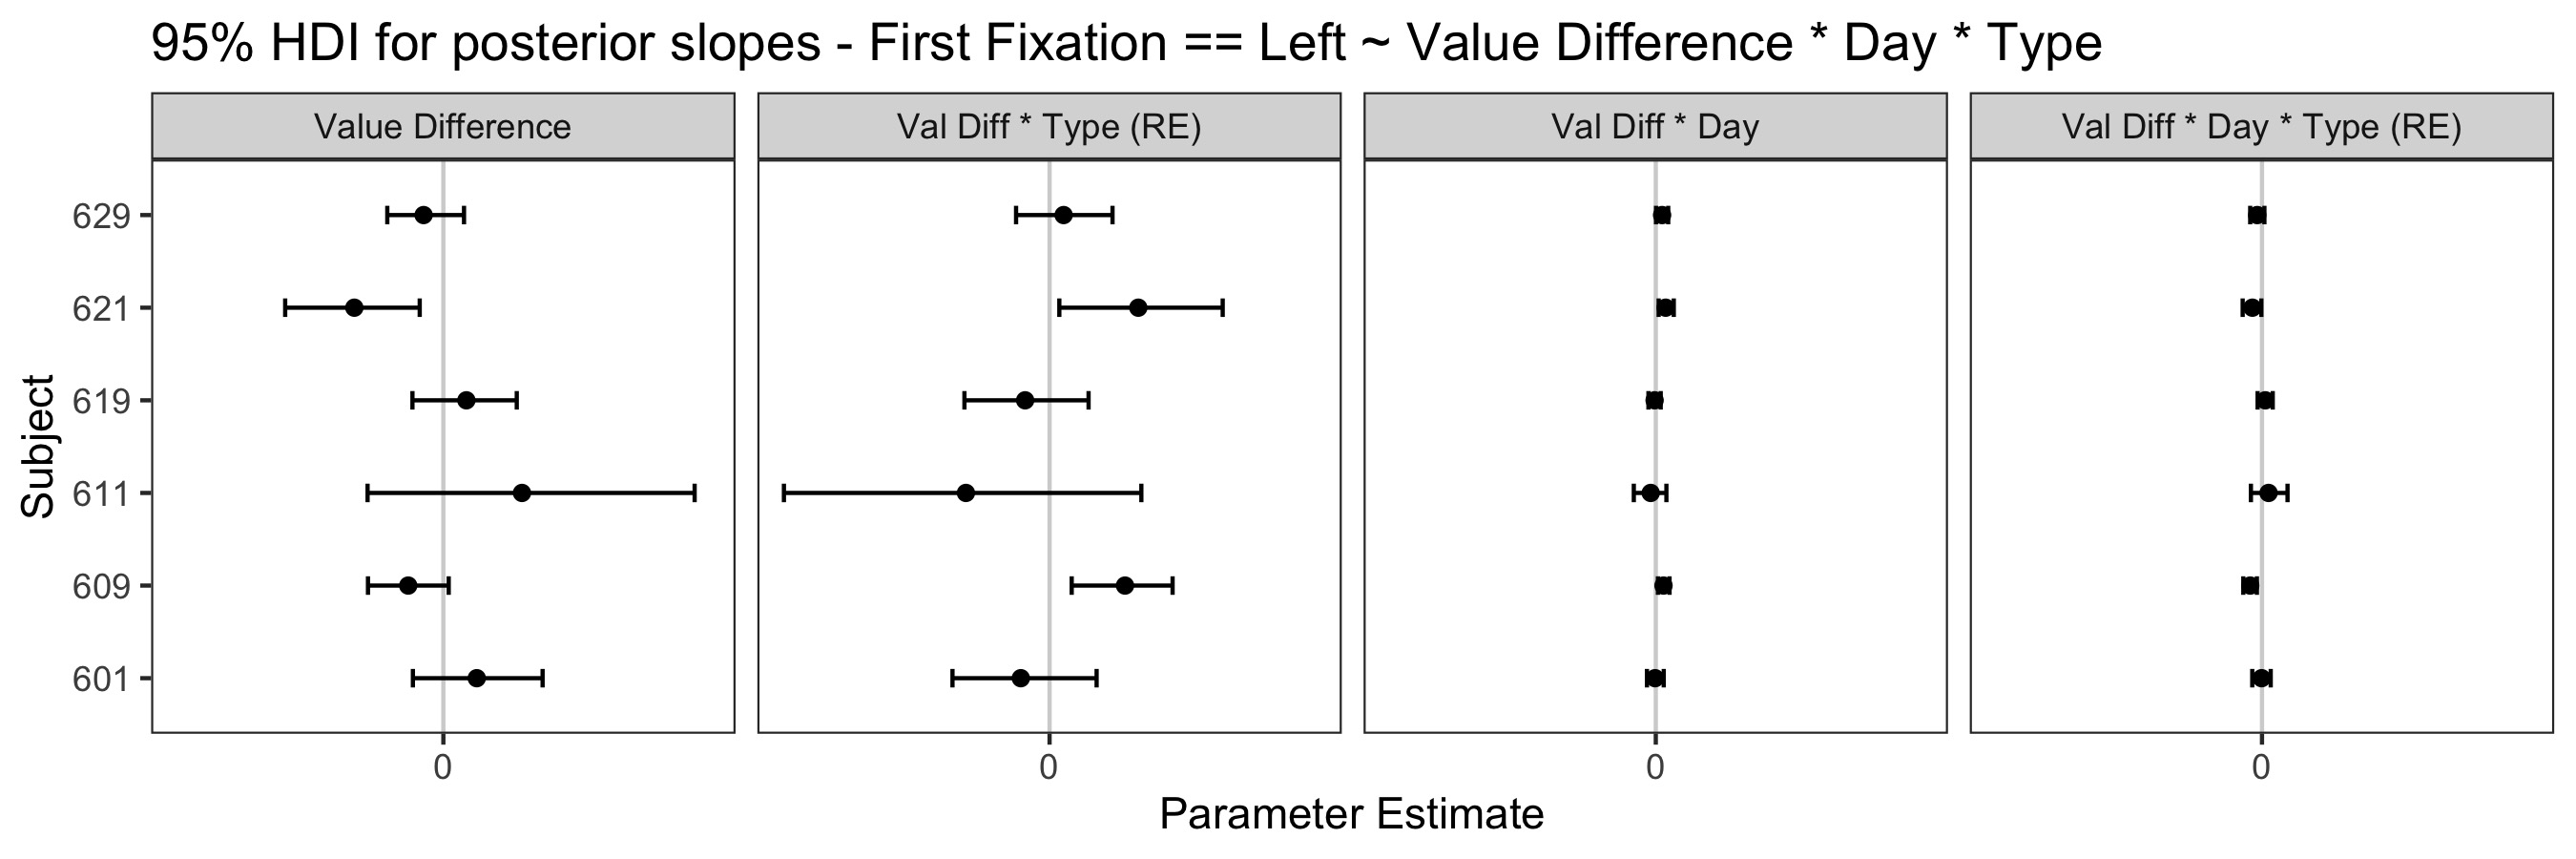 95% HDI for posterior slopes - First Fixation == Left ~ Value Difference * Day * Type
Value Difference
Val Diff * Type (RE)
Val Diff * Day
Val Diff * Day * Type (RE)
Subject
629
621
619
611
609
601
0
0
0
0
Parameter Estimate